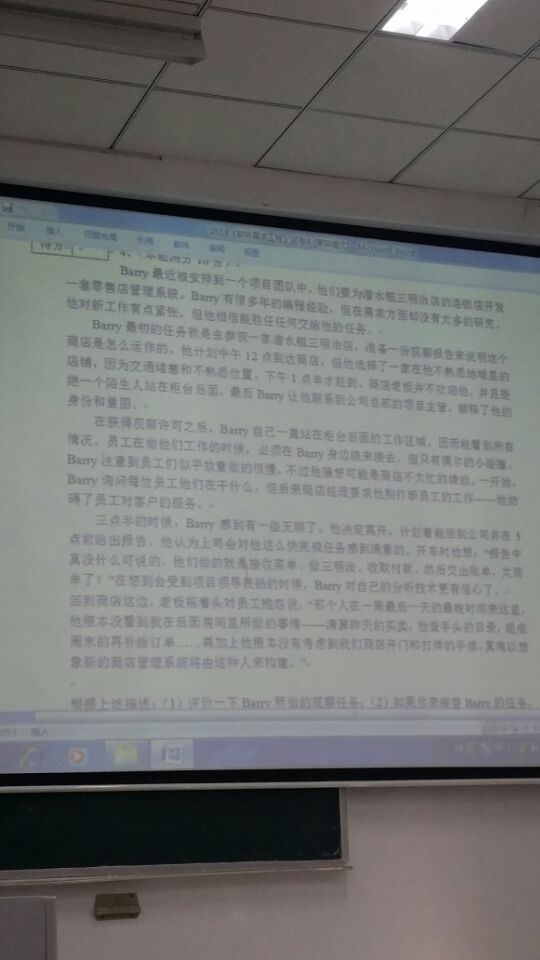 2013《软件需求工程》试卷A [兼容模式] - Microsoft Word
开始 插入 页面布局 引用 邮件 审阅 视图
得分:
(本题满分 10 分)
Barry 最近被安排到一个项目团队中，他们要为潜水艇三明治店的连锁店开发
一套零售店管理系统。Barry 有很多年的编程经验，但在需求方面却没有太多的研究。
他对新工作有点紧张，但他相信能胜任任何交给他的任务。
Barry 最初的任务就是去参观一家潜水艇三明治店，准备一份观察报告来说明这个
商店是怎么运作的。他计划中午 12 点到达商店，但他选择了一家在他不熟悉地域里的
店铺，因为交通堵塞和不熟悉位置，下午 1 点半才赶到，商店老板并不欢迎他，并且拒
绝一个陌生人站在柜台后面，最后 Barry 让他联系到公司总部的项目主管，解释了他的
身份和意图。
在获得观察许可之后，Barry 自己一直站在柜台后面的工作区域，因而能看到所有
情况。员工在做他们工作的时候，必须在 Barry 身边绕来绕去，但只有偶尔的小碰撞。
Barry 注意到员工们似乎故意做的很慢，不过他猜想可能是商店不太忙的缘故。一开始，
Barry 询问每位员工他们在干什么，但后来商店经理要求他别打断员工的工作——他妨
碍了员工对客户的服务。
三点半的时候，Barry 感到有一些无聊了。他决定离开，计划着能回到公司并在 5
点前给出报告。他认为上司会对他这么快完成任务感到满意的。开车时他想：“报告中
真没什么可说的，他们做的就是接收菜单、做三明治、收取付款，然后交出账单，太简
单了！”在想到会受到项目领导表扬的时候，Barry 对自己的分析技术更有信心了。
回到商店这边，老板摇着头对员工抱怨说：“那个人在一周最后一天的最晚时间来这里，
他根本没看到我在后面房间里所做的事情——清算昨天的买卖，检查手头的目录，组成
周末的再补给订单……再加上他根本没有考虑到我们商店开门和打烊的手续，真难以想
象新的商店管理系统将由这种人来构建。”
根据上述描述：（1）评价一下 Barry 所做的观察任务；（2）如果你来接替 Barry 的任务，
插入